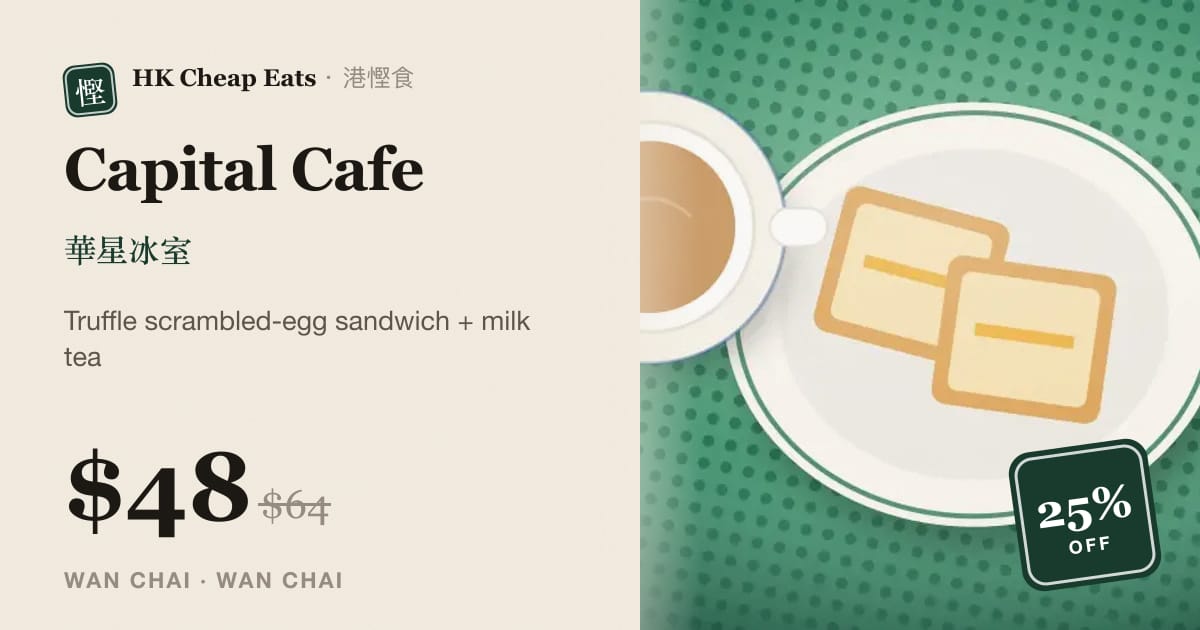 慳
HK Cheap Eats · 港慳食
Capital Cafe
華星冰室
Truffle scrambled-egg sandwich + milk
tea
$48 $64
WAN CHAI · WAN CHAI
25%
OFF